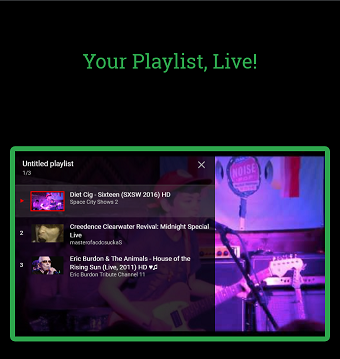 Your Playlist, Live!
Untitled playlist
1/3
Diet Cig - Sixteen (SXSW 2016) HD
Space City Shows 2
2
Creedence Clearwater Revival: Midnight Special
Live
masterofacdcsuckaS
3
Eric Burdon & The Animals - House of the
Rising Sun (Live, 2011) HD ♥♫
Eric Burdon Tribute Channel 11
NOISE